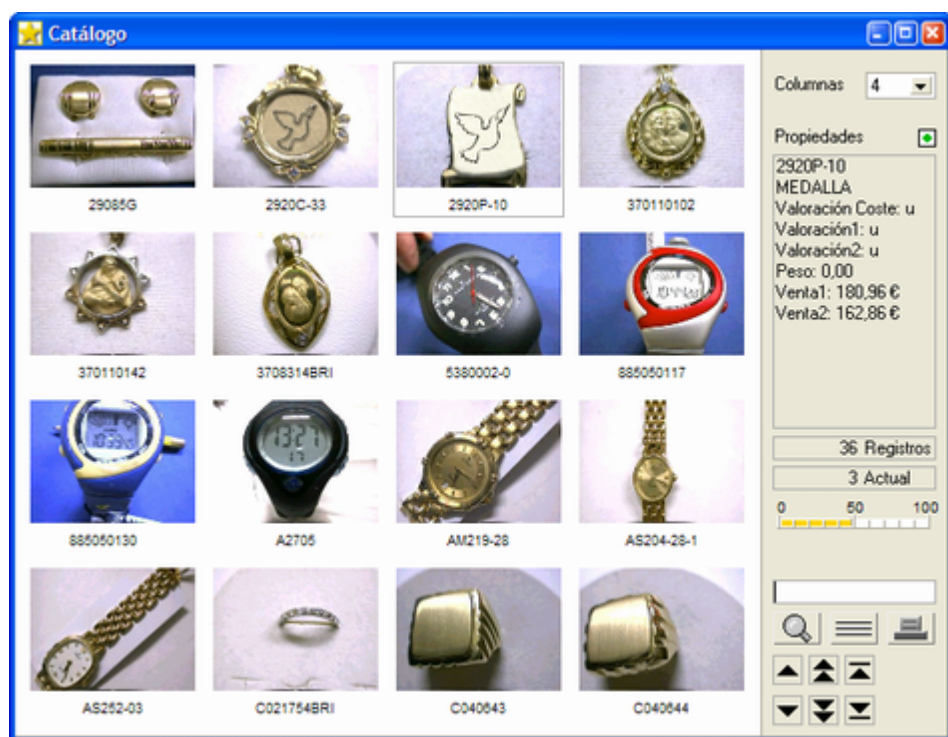 Catálogo
29085G
2920C-33
2920P-10
370110102
370110142
3708314BRI
5380002-0
885050117
885050130
A2705
AM219-28
AS204-28-1
AS252-03
C021754BRI
C040643
C040644
Columnas 4
Propiedades
2920P-10
MEDALLA
Valoración Coste: u
Valoración1: u
Valoración2: u
Peso: 0,00
Venta1: 180,96 €
Venta2: 162,86 €
36 Registros
3 Actual
0 50 100